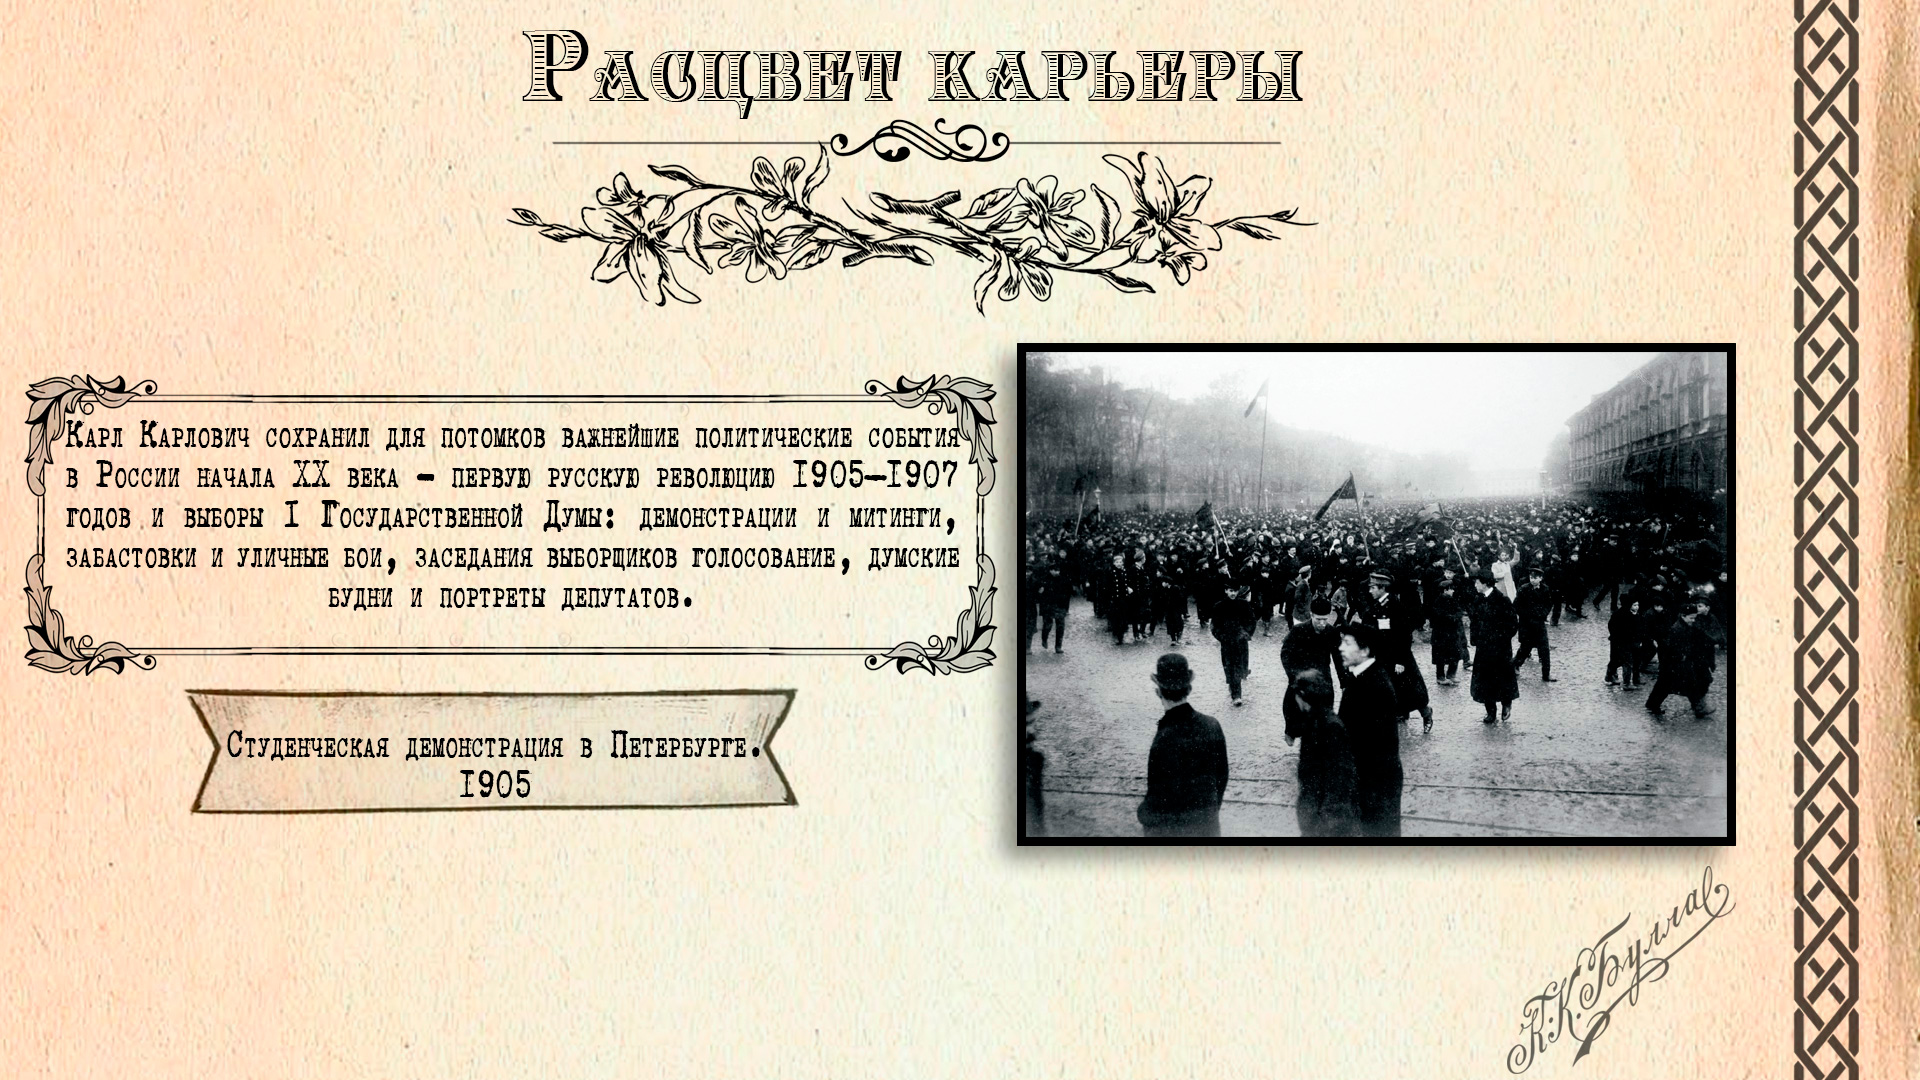 Расцвет карьеры
Карл Карлович сохранил для потомков важнейшие политические события
в России начала XX века – первую русскую революцию 1905–1907
годов и выборы I Государственной Думы: демонстрации и митинги,
забастовки и уличные бои, заседания выборщиков голосование, думские
будни и портреты депутатов.
Студенческая демонстрация в Петербурге.
1905
К.К.Булла